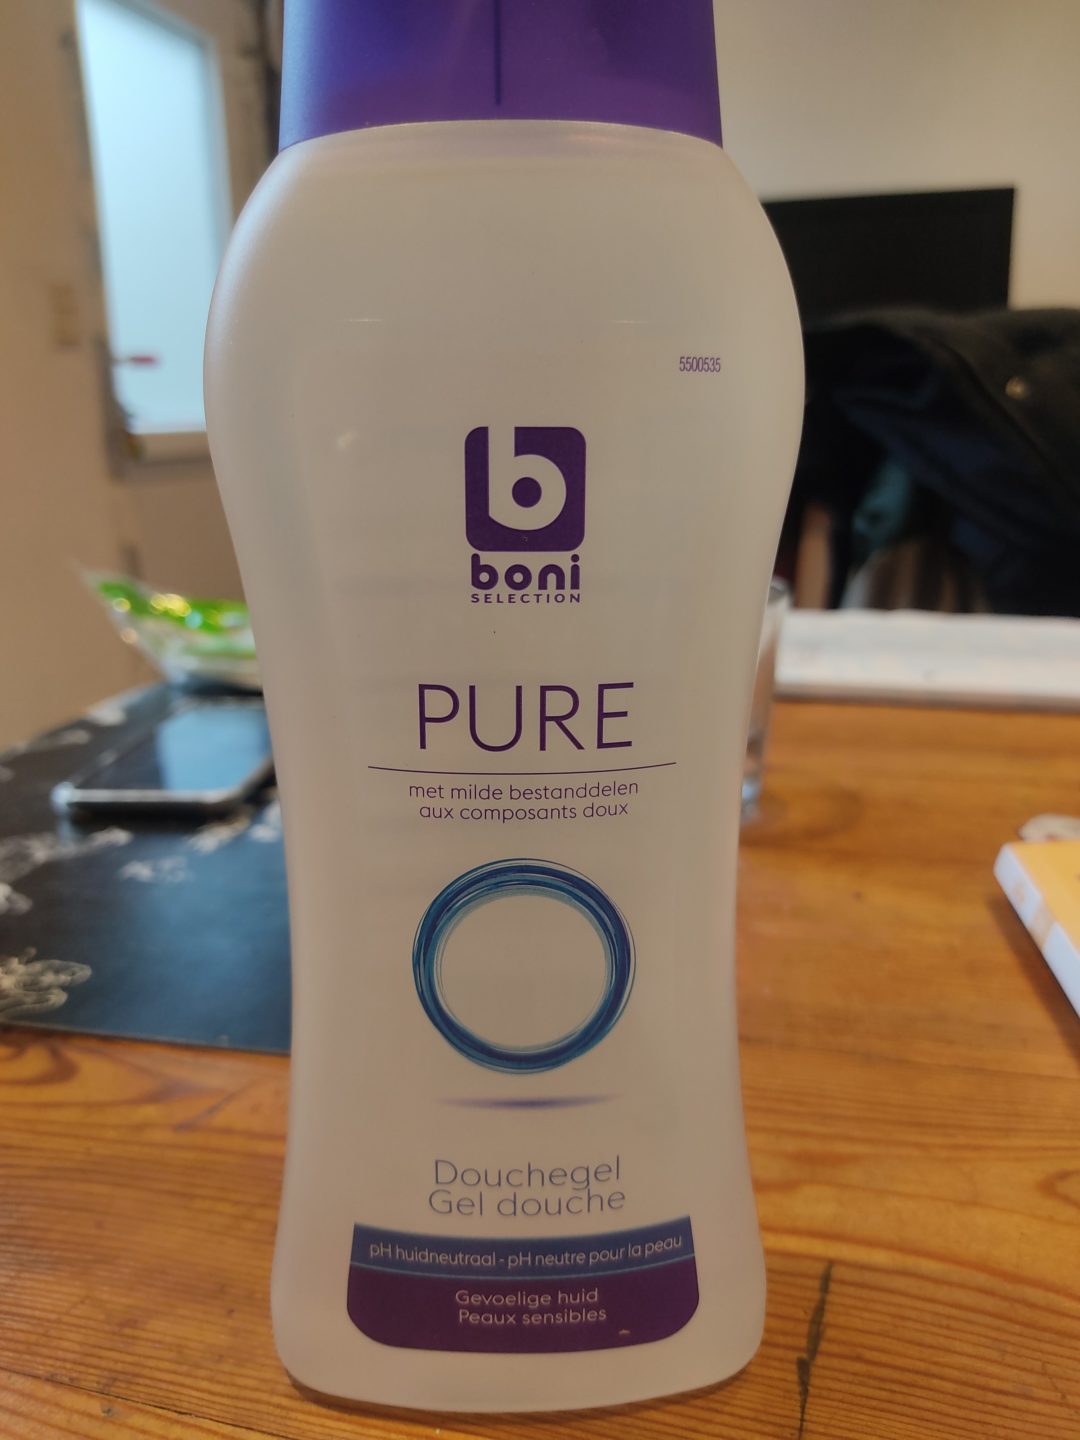 5500535
b
boni
SELECTION
PURE
met milde bestanddelen
aux composants doux
Douchegel
Gel douche
pH huidneutraal - pH neutre pour la peau
Gevoelige huid
Peaux sensibles